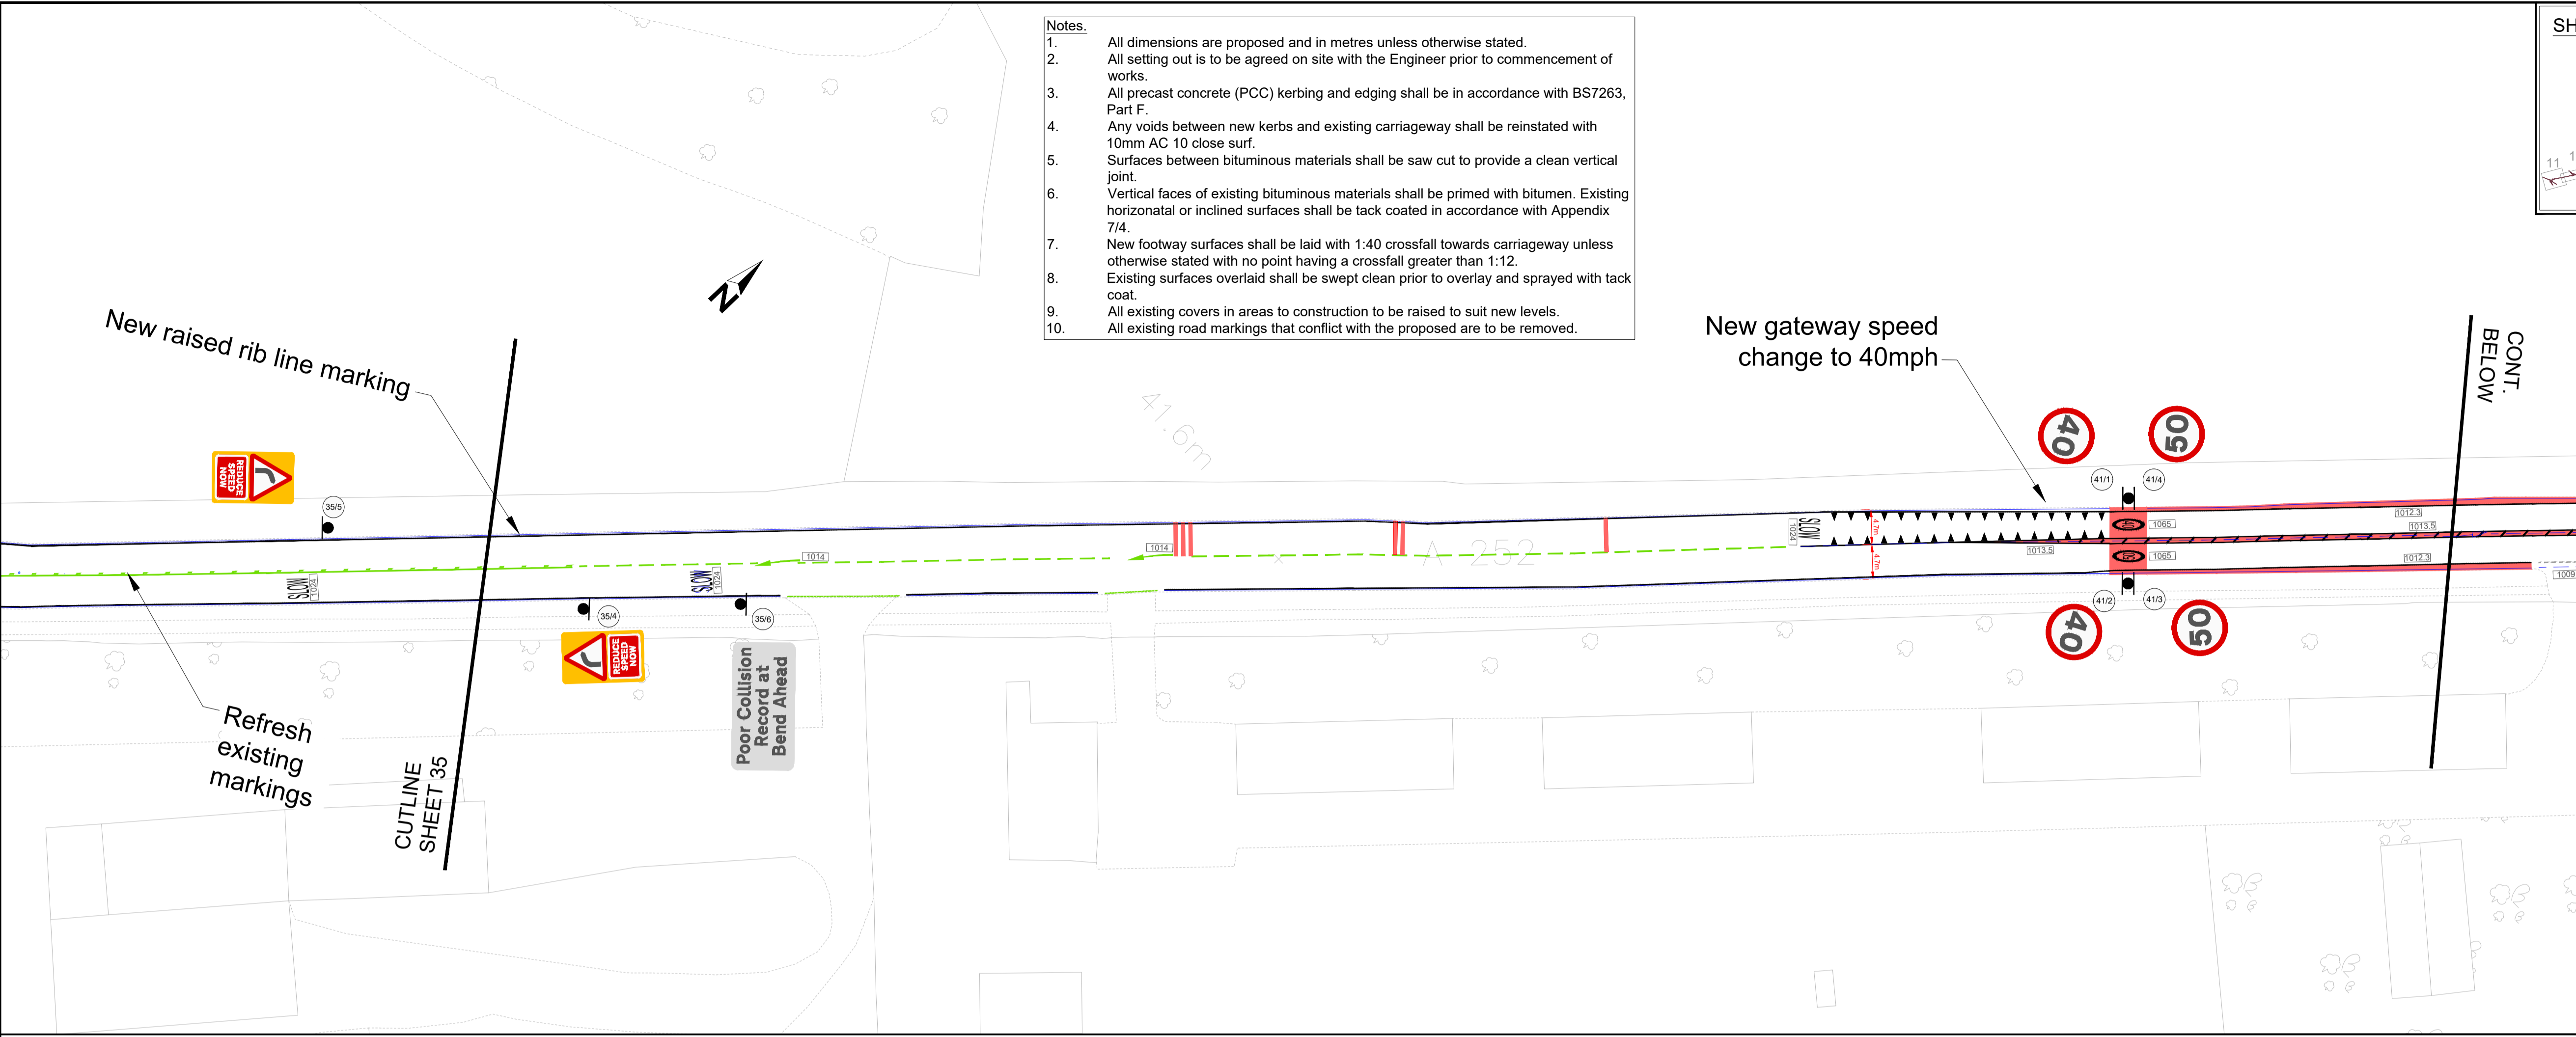 Notes.
1. All dimensions are proposed and in metres unless otherwise stated.
2. All setting out is to be agreed on site with the Engineer prior to commencement of
works.
3. All precast concrete (PCC) kerbing and edging shall be in accordance with BS7263,
Part F.
4. Any voids between new kerbs and existing carriageway shall be reinstated with
10mm AC 10 close surf.
5. Surfaces between bituminous materials shall be saw cut to provide a clean vertical
joint.
6. Vertical faces of existing bituminous materials shall be primed with bitumen. Existing
horizonatal or inclined surfaces shall be tack coated in accordance with Appendix
7/4.
7. New footway surfaces shall be laid with 1:40 crossfall towards carriageway unless
otherwise stated with no point having a crossfall greater than 1:12.
8. Existing surfaces overlaid shall be swept clean prior to overlay and sprayed with tack
coat.
9. All existing covers in areas to construction to be raised to suit new levels.
10. All existing road markings that conflict with the proposed are to be removed.
SH
11
1
N
New raised rib line marking
REDUCE
SPEED
NOW
35/5
Refresh
existing
markings
CUTLINE
SHEET 35
SLOW
1024
SLOW
1024
35/4
35/6
REDUCE
SPEED
NOW
Poor Collision
Record at
Bend Ahead
1014
1014
41.6m
A 252
New gateway speed
change to 40mph
SLOW
1024
4.7m
4.7m
1013.5
40
50
41/1
41/4
40
1065
50
1065
41/2
41/3
40
50
1012.3
1013.5
1012.3
1009
CONT.
BELOW